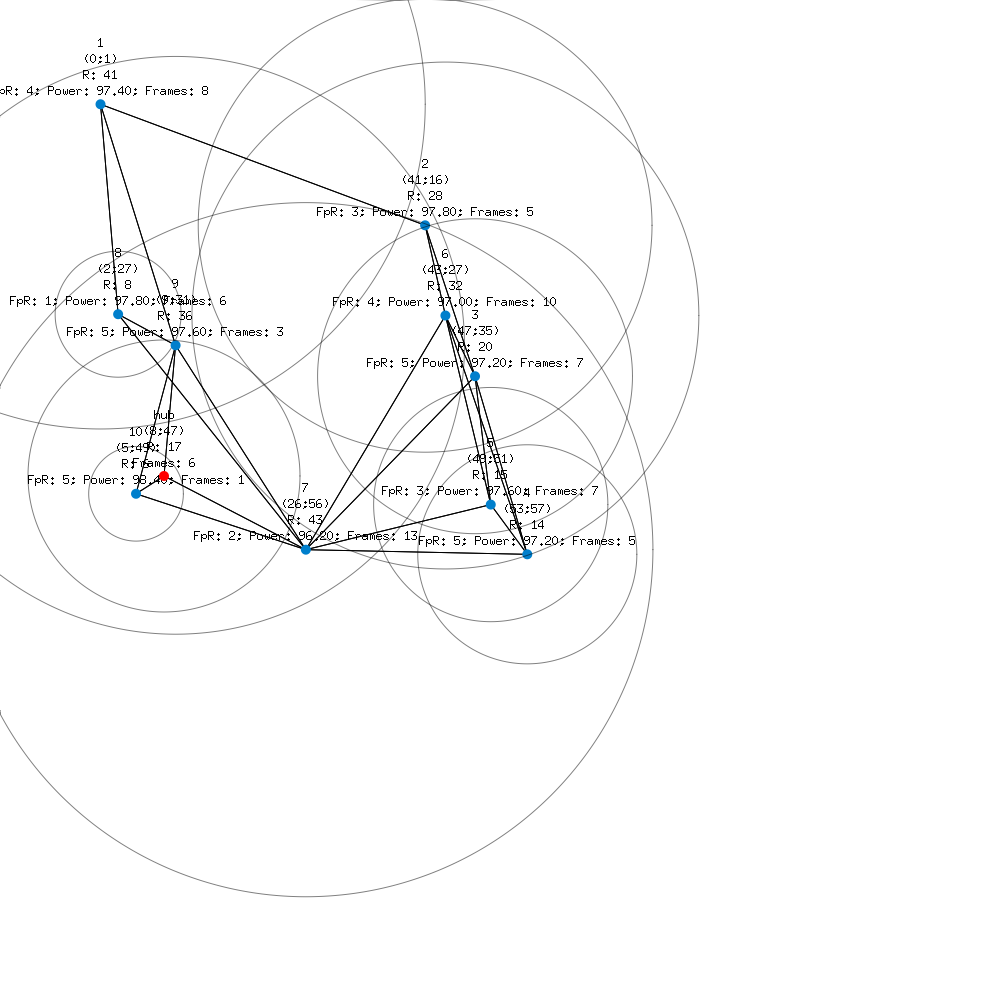 1
(0;1)
R: 41
pR: 4; Power: 97.40; Frames: 8
2
(41;16)
R: 28
FpR: 3; Power: 97.80; Frames: 5
8
(2;27)
R: 8
FpR: 1; Power: 97.80; Frames: 6
6
(43;27)
R: 32
FpR: 4; Power: 97.00; Frames: 10
9
(9;31)
R: 36
FpR: 5; Power: 97.60; Frames: 3
3
(47;35)
R: 20
FpR: 5; Power: 97.20; Frames: 7
hub
(8;47)
R: 17
Frames: 6
10
(5;49)
FpR: 5; Power: 98.40; Frames: 1
5
(49;51)
R: 15
FpR: 3; Power: 97.60; Frames: 7
7
(26;56)
R: 43
FpR: 2; Power: 96.20; Frames: 13
4
(53;57)
R: 14
FpR: 5; Power: 97.20; Frames: 5